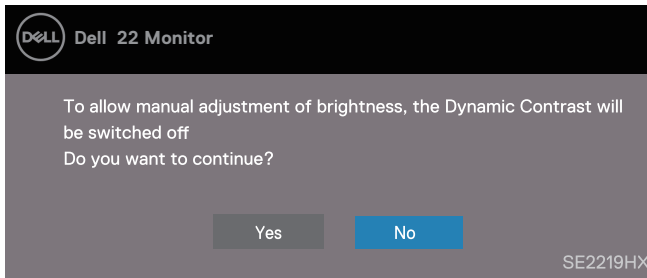 DELL Dell 22 Monitor
To allow manual adjustment of brightness, the Dynamic Contrast will
be switched off
Do you want to continue?
Yes No
SE2219HX